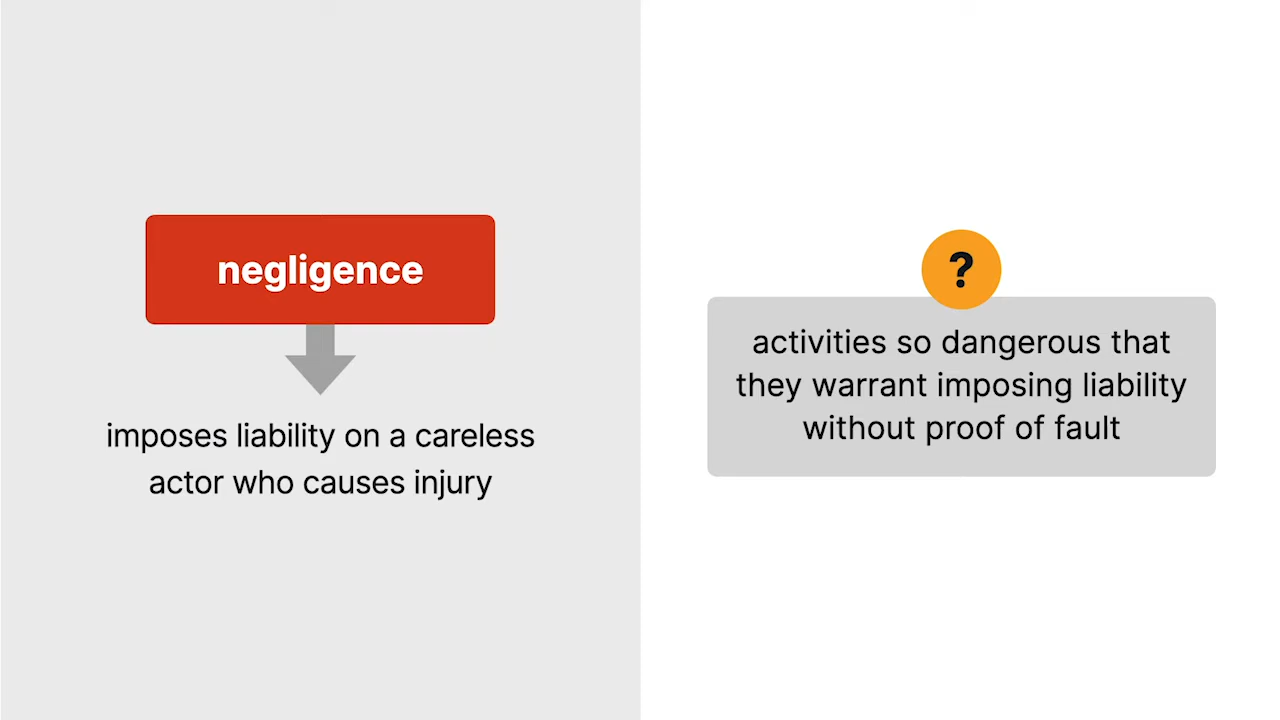 negligence
imposes liability on a careless
actor who causes injury
?
activities so dangerous that
they warrant imposing liability
without proof of fault